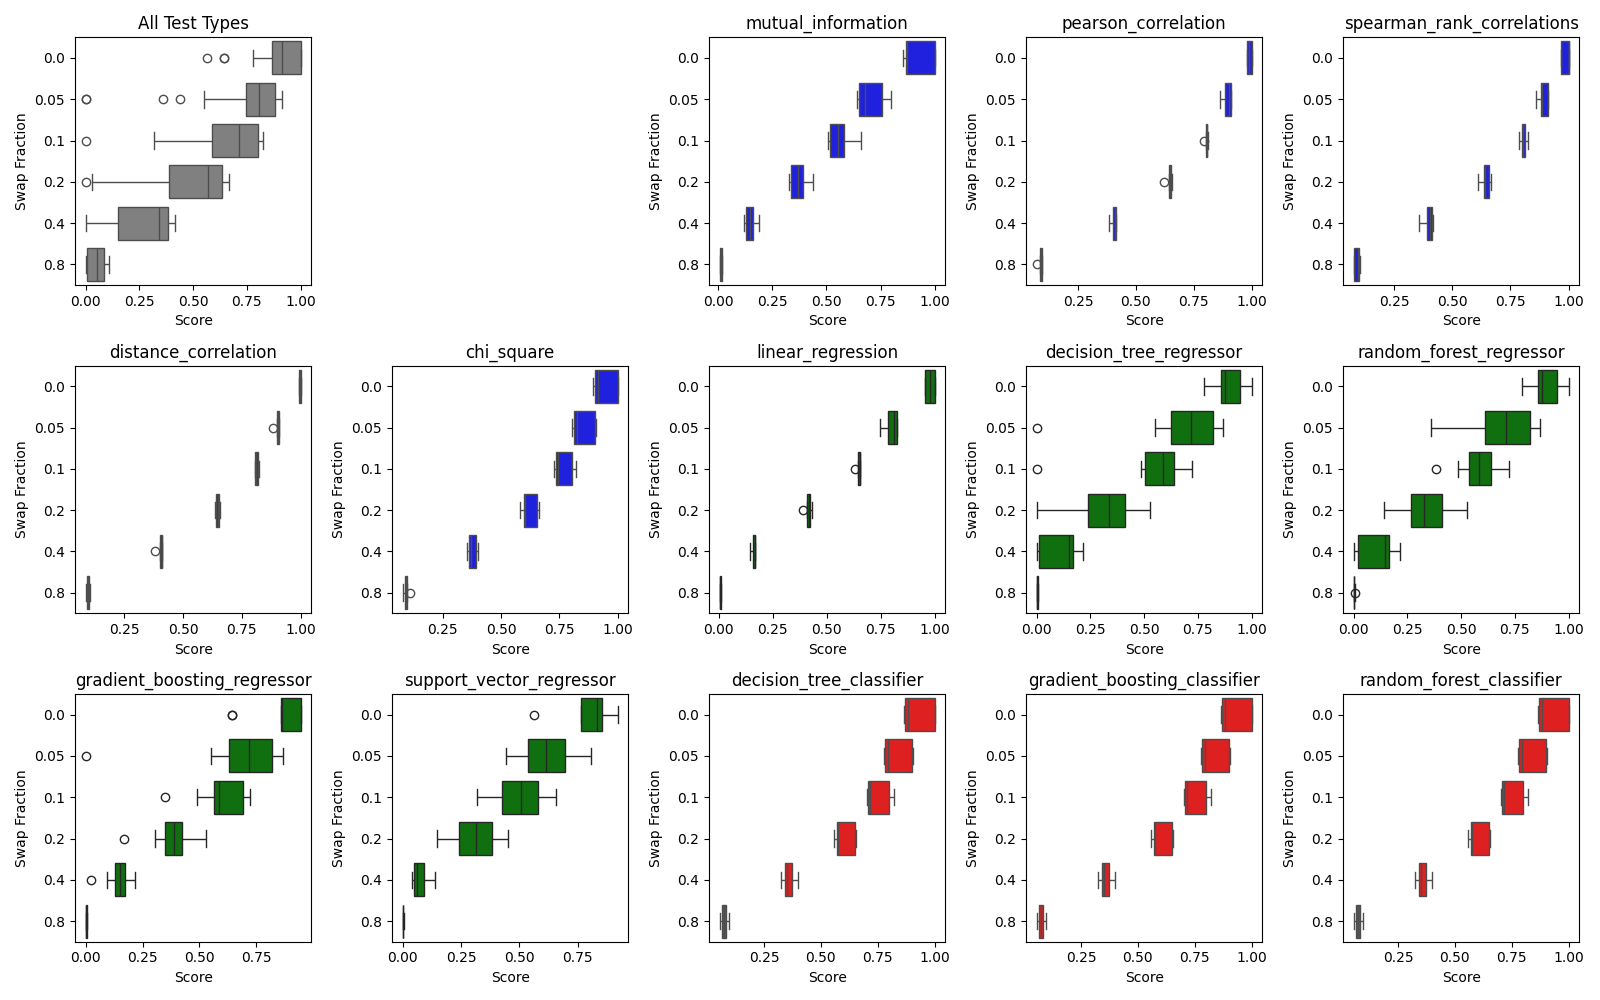 All Test Types
mutual_information
pearson_correlation
spearman_rank_correlations
Swap Fraction
0.0
0.05
0.1
0.2
0.4
0.8
0.00 0.25 0.50 0.75 1.00
Score
Swap Fraction
0.0
0.05
0.1
0.2
0.4
0.8
0.00 0.25 0.50 0.75 1.00
Score
Swap Fraction
0.0
0.05
0.1
0.2
0.4
0.8
0.25 0.50 0.75 1.00
Score
Swap Fraction
0.0
0.05
0.1
0.2
0.4
0.8
0.25 0.50 0.75 1.00
Score
distance_correlation
chi_square
linear_regression
decision_tree_regressor
random_forest_regressor
Swap Fraction
0.0
0.05
0.1
0.2
0.4
0.8
0.25 0.50 0.75 1.00
Score
Swap Fraction
0.0
0.05
0.1
0.2
0.4
0.8
0.25 0.50 0.75 1.00
Score
Swap Fraction
0.0
0.05
0.1
0.2
0.4
0.8
0.00 0.25 0.50 0.75 1.00
Score
Swap Fraction
0.0
0.05
0.1
0.2
0.4
0.8
0.00 0.25 0.50 0.75 1.00
Score
Swap Fraction
0.0
0.05
0.1
0.2
0.4
0.8
0.00 0.25 0.50 0.75 1.00
Score
gradient_boosting_regressor
support_vector_regressor
decision_tree_classifier
gradient_boosting_classifier
random_forest_classifier
Swap Fraction
0.0
0.05
0.1
0.2
0.4
0.8
0.00 0.25 0.50 0.75
Score
Swap Fraction
0.0
0.05
0.1
0.2
0.4
0.8
0.00 0.25 0.50 0.75
Score
Swap Fraction
0.0
0.05
0.1
0.2
0.4
0.8
0.25 0.50 0.75 1.00
Score
Swap Fraction
0.0
0.05
0.1
0.2
0.4
0.8
0.25 0.50 0.75 1.00
Score
Swap Fraction
0.0
0.05
0.1
0.2
0.4
0.8
0.25 0.50 0.75 1.00
Score